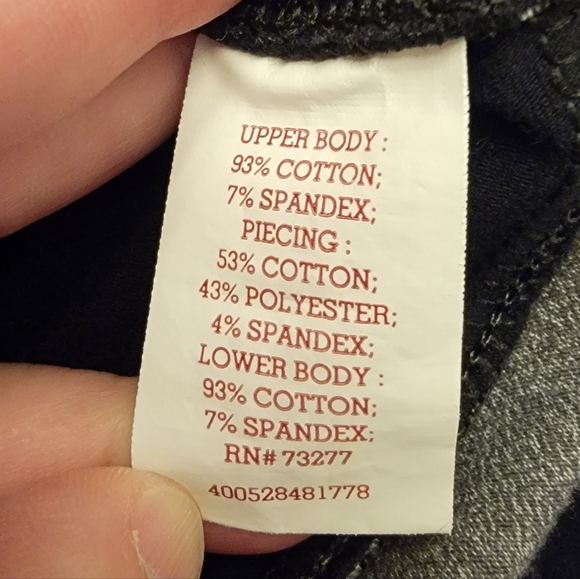 UPPER BODY :
93% COTTON;
7% SPANDEX;
PIECING :
53% COTTON;
43% POLYESTER;
4% SPANDEX;
LOWER BODY :
93% COTTON;
7% SPANDEX;
RN# 73277
400528481778